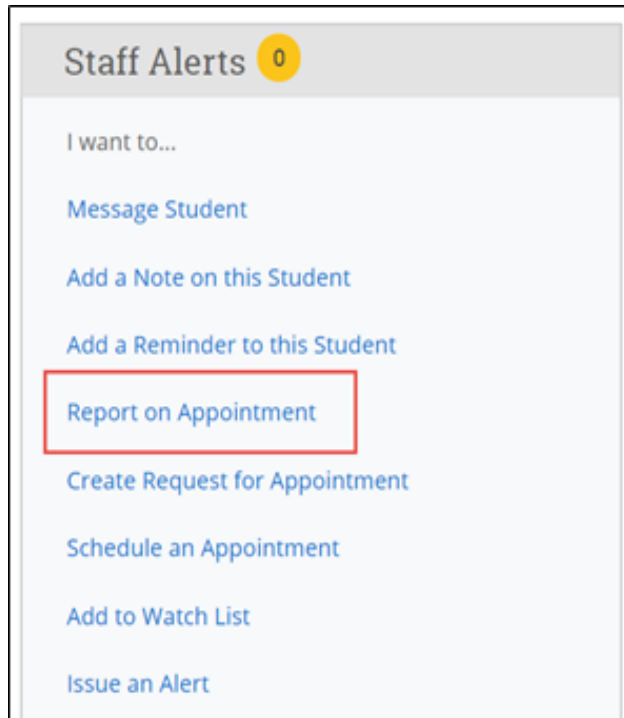 Staff Alerts 0
I want to...
Message Student
Add a Note on this Student
Add a Reminder to this Student
Report on Appointment
Create Request for Appointment
Schedule an Appointment
Add to Watch List
Issue an Alert